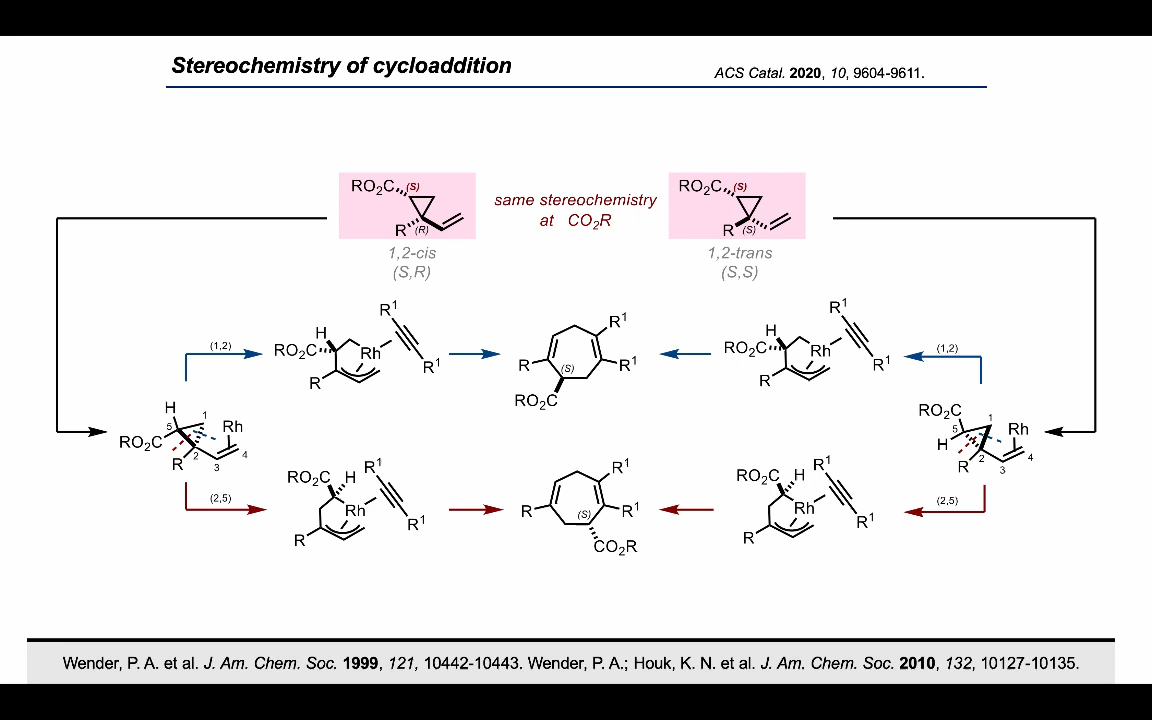 Stereochemistry of cycloaddition
ACS Catal. 2020, 10, 9604-9611.
RO₂C (S)
R (R)
1,2-cis
(S,R)
same stereochemistry
at CO₂R
RO₂C (S)
R (S)
1,2-trans
(S,S)
(1,2)
H
RO₂C
R
Rh
R¹
R¹
R¹
R¹
R
(S)
RO₂C
H
RO₂C
R
Rh
R¹
R¹
(1,2)
H
RO₂C
5
1
2
3
4
R
Rh
RO₂C
H
5
1
2
3
4
R
Rh
(2,5)
RO₂C
H
R
Rh
R¹
R¹
R¹
R¹
R
(S)
CO₂R
RO₂C
H
R
Rh
R¹
R¹
(2,5)
Wender, P. A. et al. J. Am. Chem. Soc. 1999, 121, 10442-10443. Wender, P. A.; Houk, K. N. et al. J. Am. Chem. Soc. 2010, 132, 10127-10135.